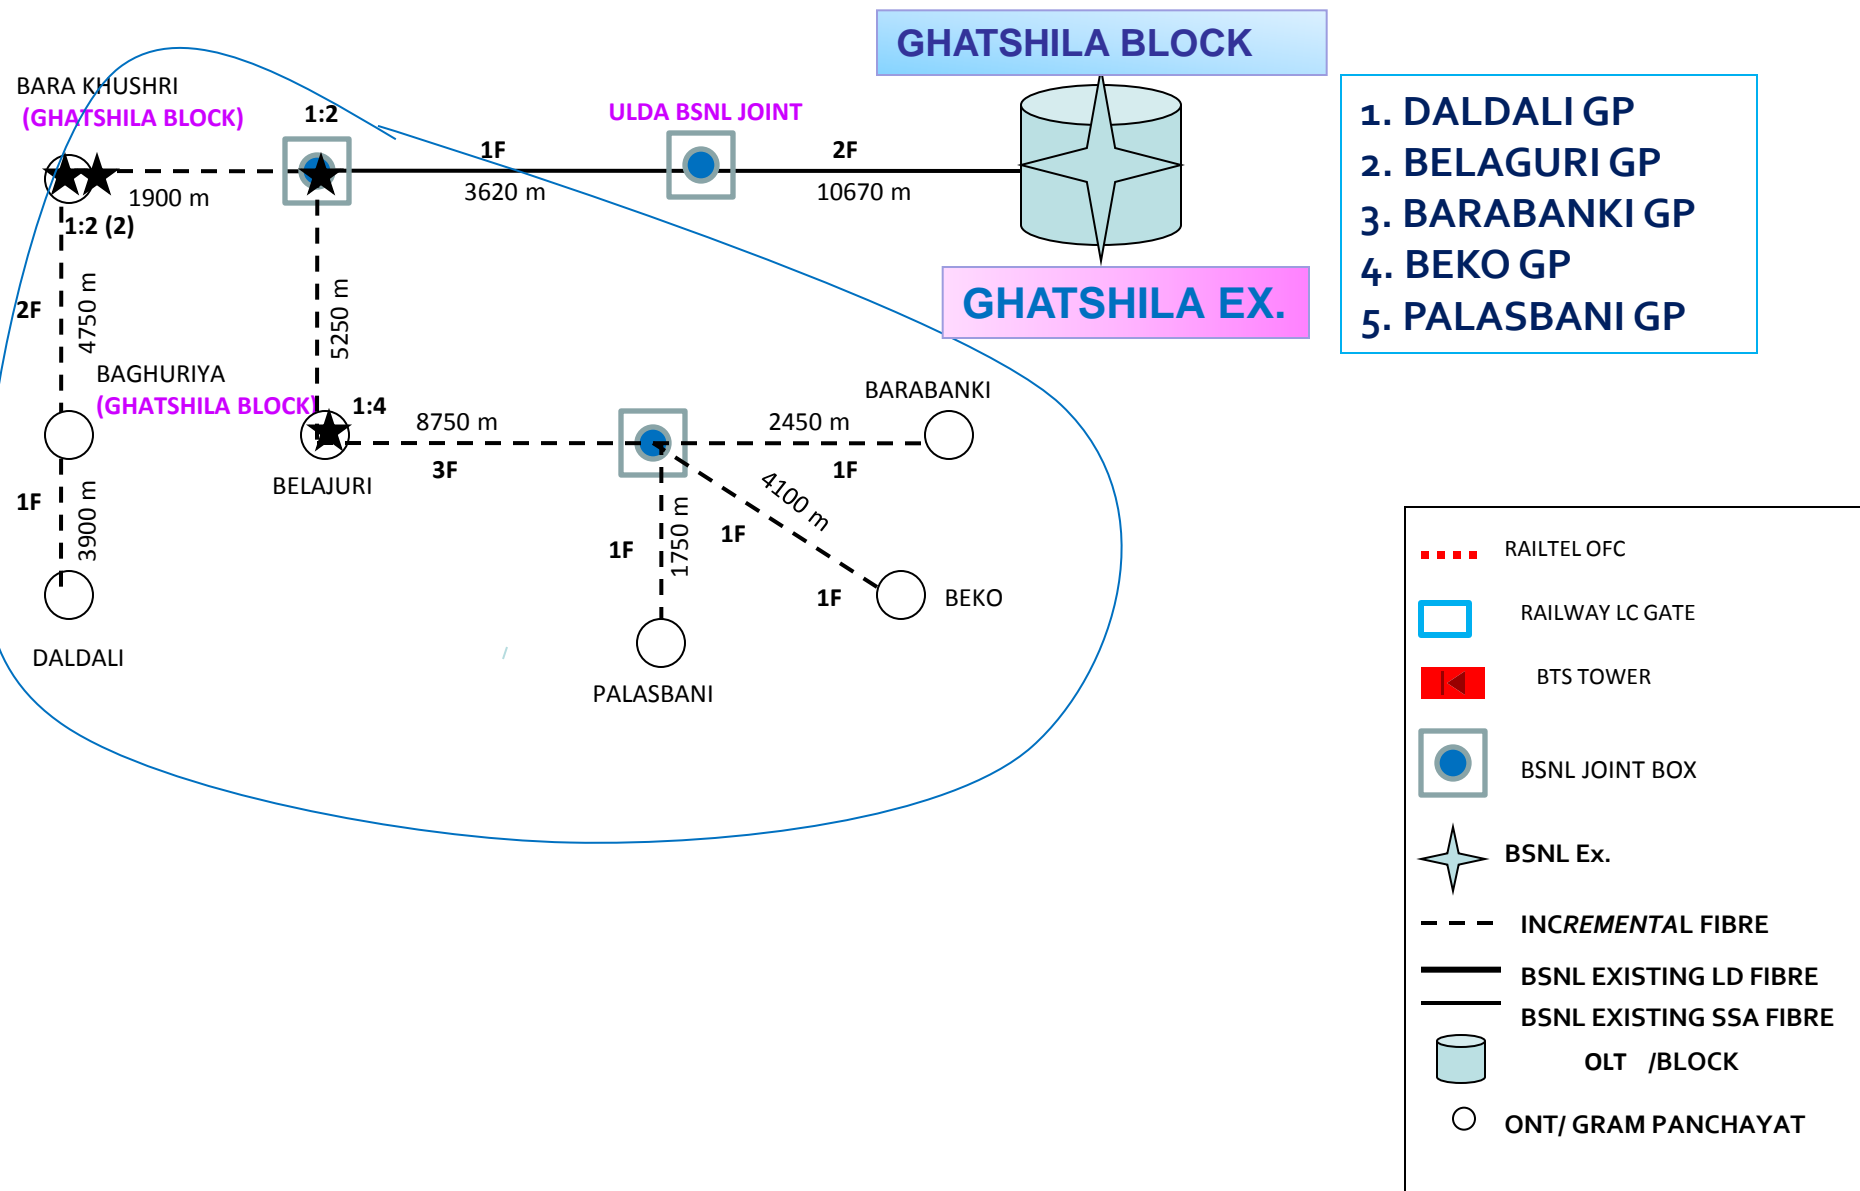 GHATSHILA BLOCK
BARA KHUSHRI
(GHATSHILA BLOCK)
1:2
ULDA BSNL JOINT
1F
2F
1900 m
3620 m
10670 m
1:2 (2)
1. DALDALI GP
2. BELAGURI GP
3. BARABANKI GP
4. BEKO GP
5. PALASBANI GP
GHATSHILA EX.
2F
4750 m
5250 m
BAGHURIYA
(GHATSHILA BLOCK)
1:4
8750 m
3F
BELAJURI
BARABANKI
2450 m
1F
4100 m
1F
1F
BEKO
1F
1750 m
PALASBANI
1F
3900 m
DALDALI
/
RAILTEL OFC
RAILWAY LC GATE
BTS TOWER
BSNL JOINT BOX
BSNL Ex.
INCREMENTAL FIBRE
BSNL EXISTING LD FIBRE
BSNL EXISTING SSA FIBRE
OLT /BLOCK
ONT/ GRAM PANCHAYAT